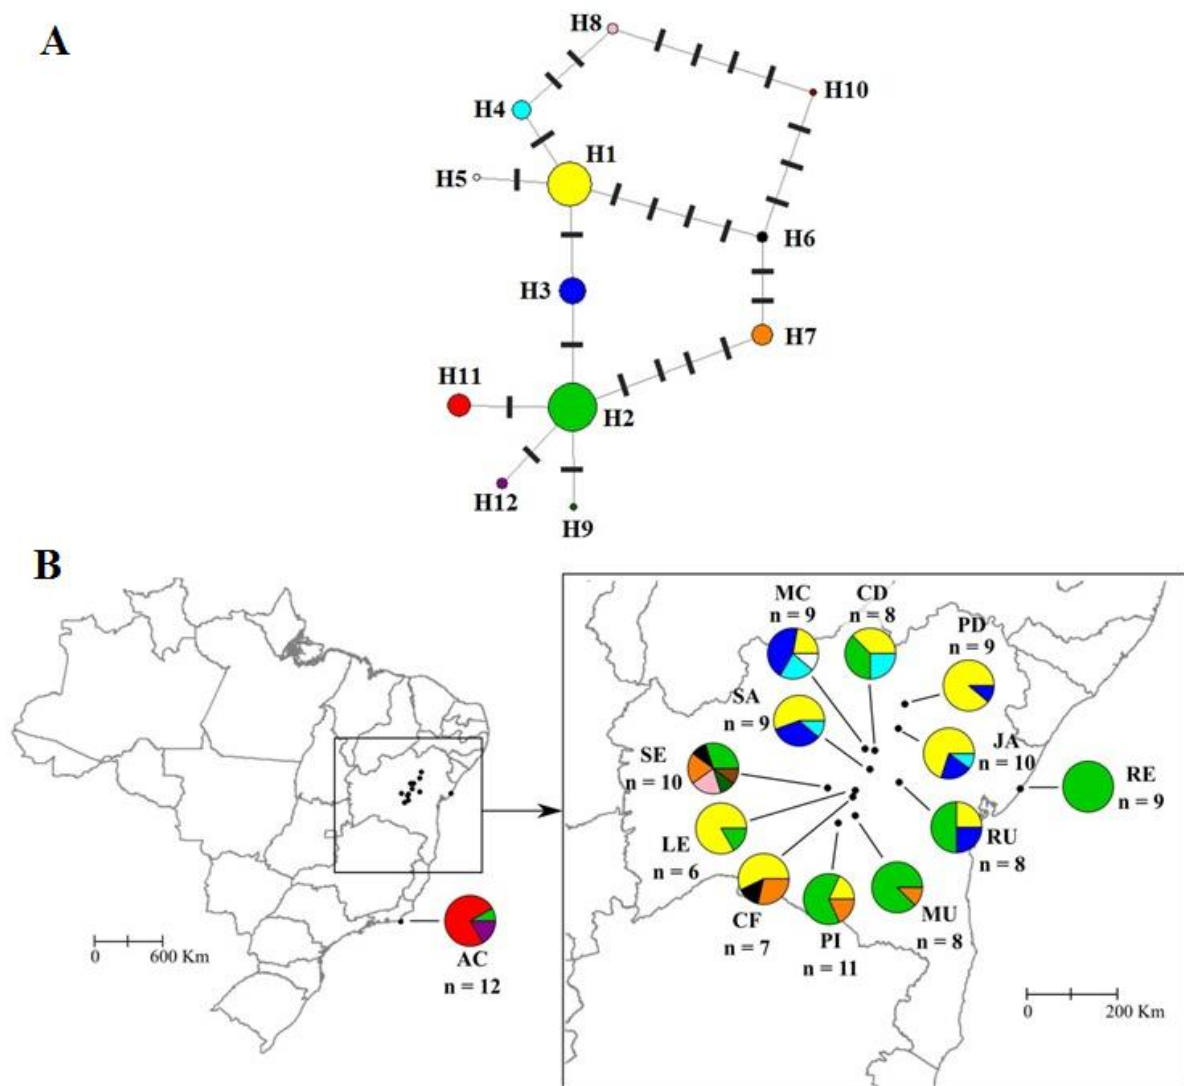 A
H8
H10
H4
H1
H5
H6
H3
H7
H11
H2
H12
H9
B
MC
n = 9
CD
n = 8
PD
n = 9
SA
n = 9
JA
n = 10
SE
n = 10
RE
n = 9
RU
n = 8
LE
n = 6
CF
n = 7
PI
n = 11
MU
n = 8
AC
n = 12
0 600 Km
0 200 Km